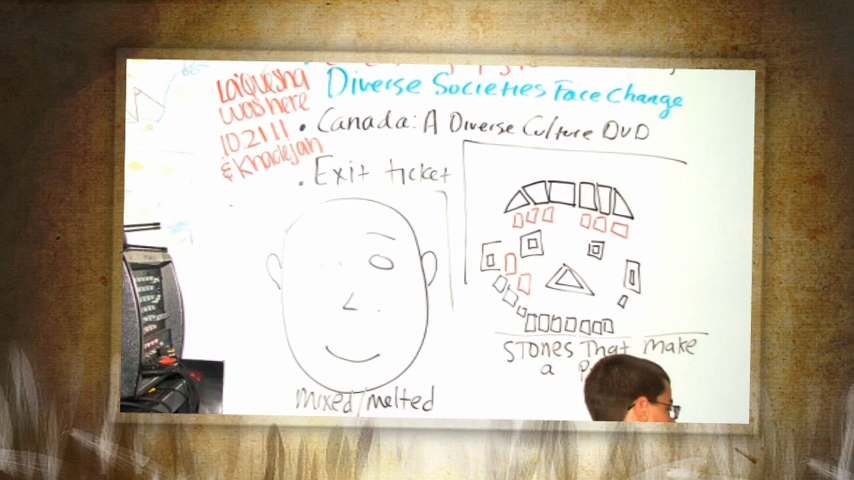 Diverse Societies Face Change
Laiquesha
was here
10 21 11
& Khadejah
• Canada: A Diverse Culture DVD
• Exit ticket
mixed/melted
STONES That make
a